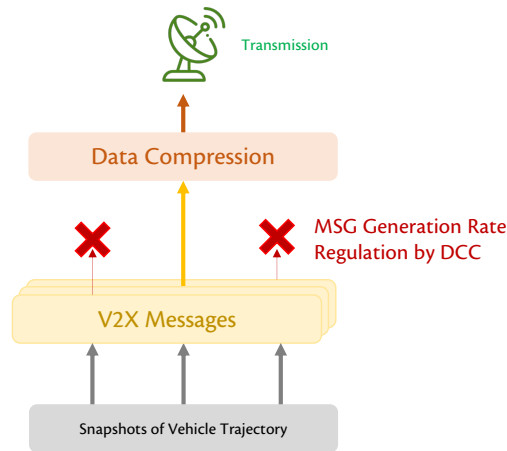 Transmission
Data Compression
MSG Generation Rate
Regulation by DCC
V2X Messages
Snapshots of Vehicle Trajectory